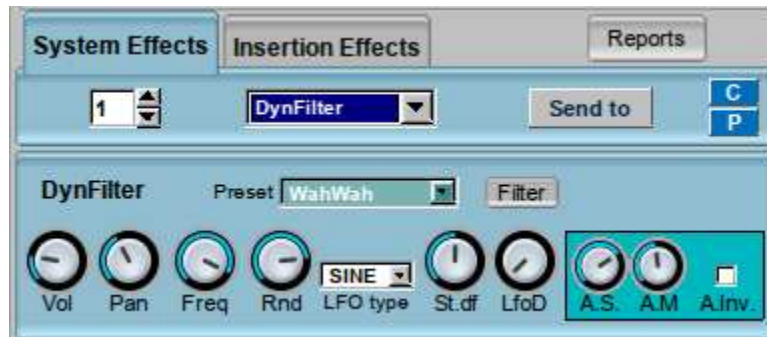 System Effects Insertion Effects Reports
1 DynFilter Send to C
P
DynFilter Preset WahWah Filter
SINE
Vol Pan Freq Rnd LFO type St.df LfoD A.S. A.M A.Inv.